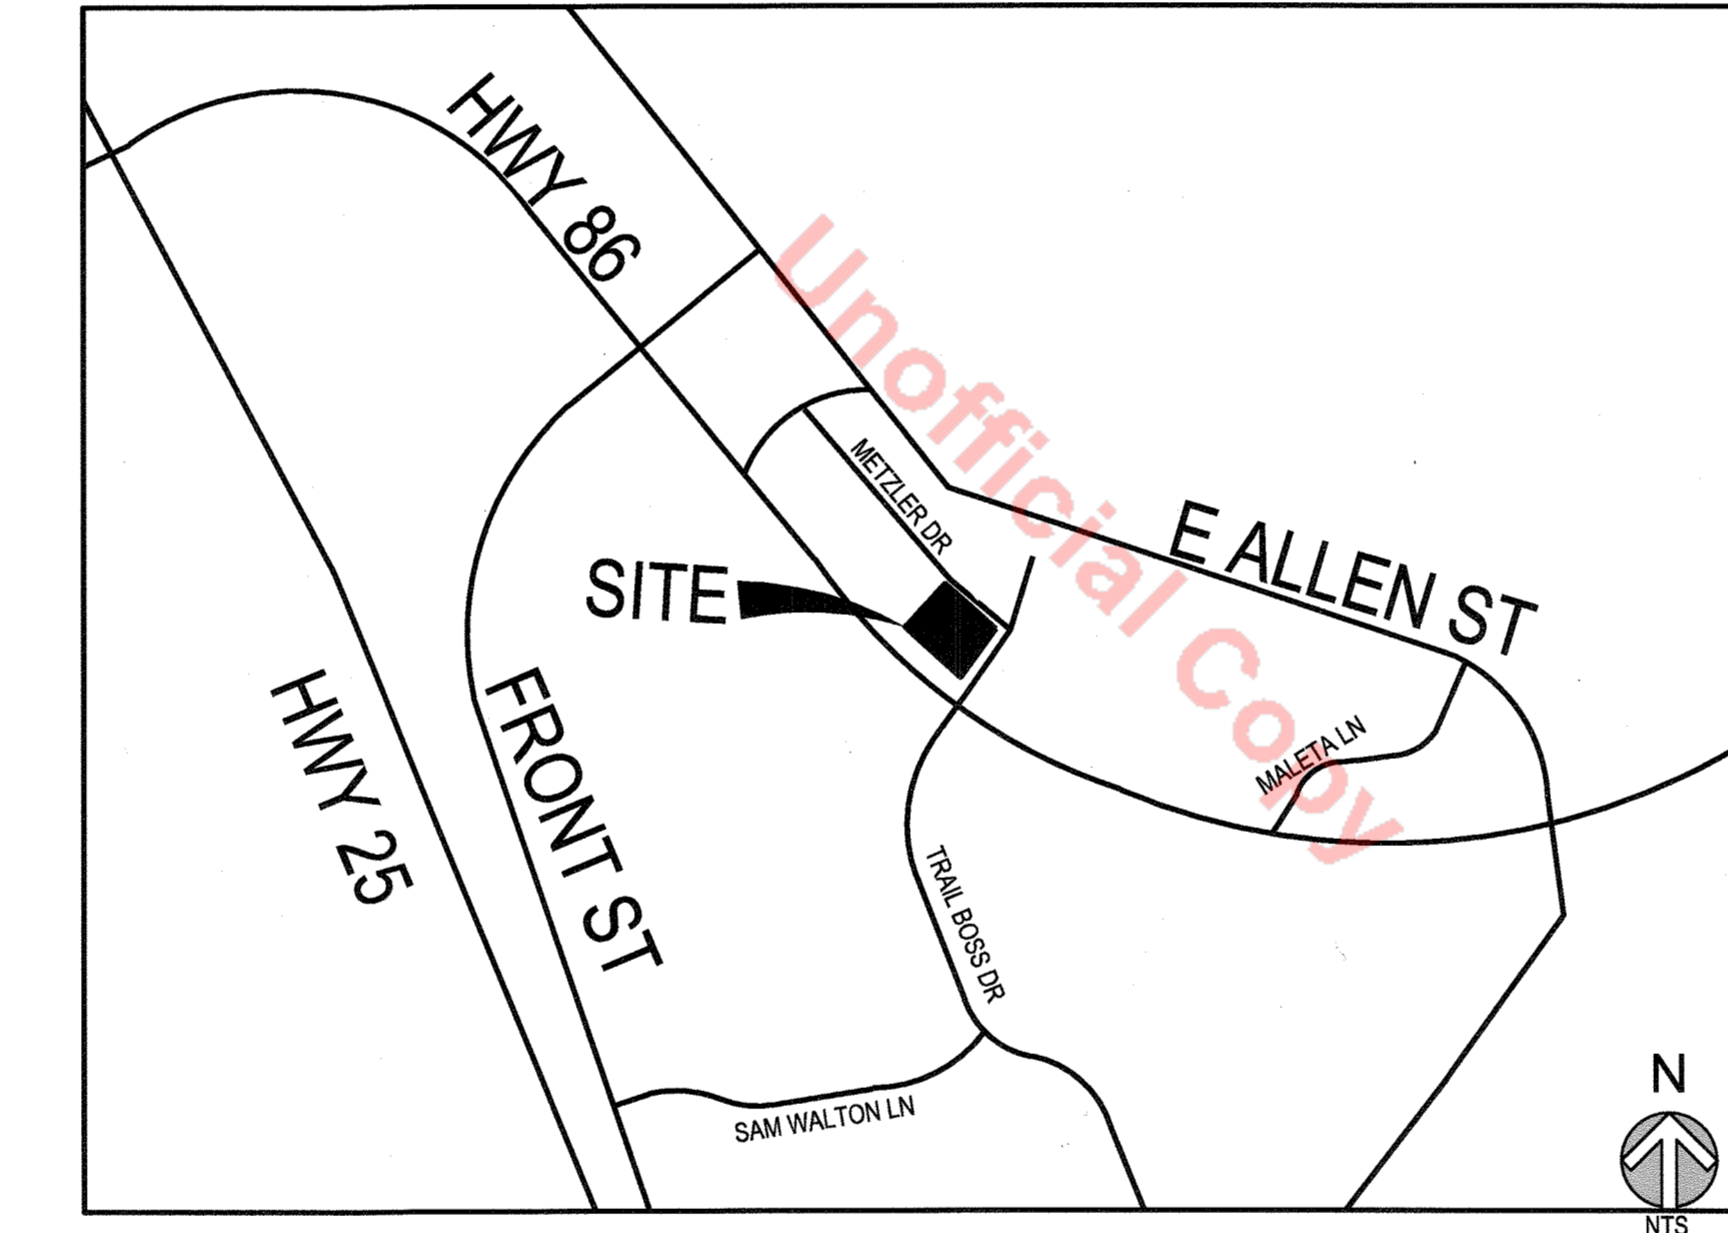 HWY 86
Unofficial Copy
METZLER DR
E ALLEN ST
SITE
HWY 25
FRONT ST
MALETA LN
TRAIL BOSS DR
SAM WALTON LN
N
NTS